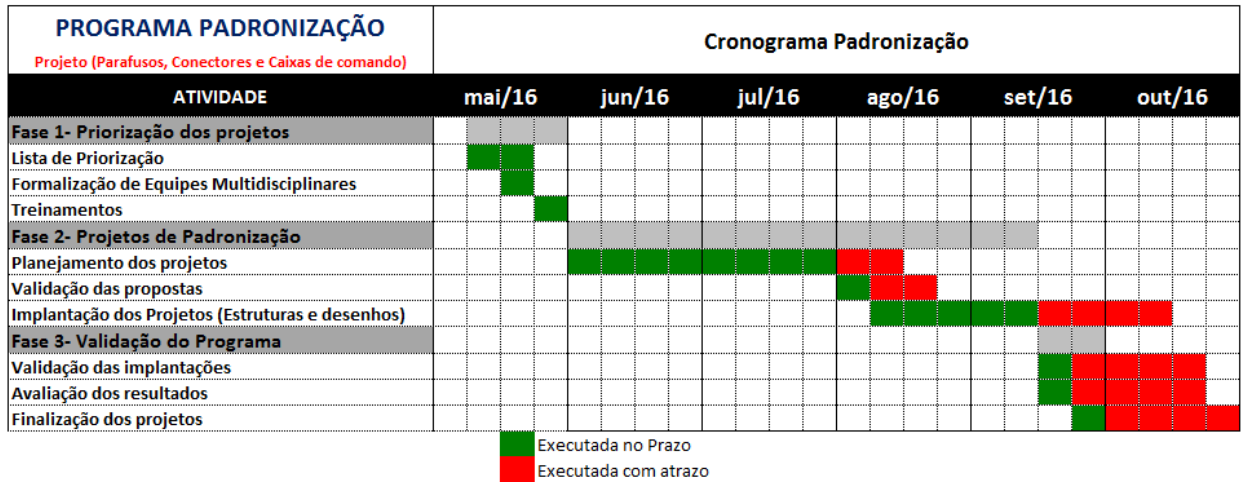 PROGRAMA PADRONIZAÇÃO
Projeto (Parafusos, Conectores e Caixas de comando)
Cronograma Padronização
ATIVIDADE mai/16 jun/16 jul/16 ago/16 set/16 out/16
Fase 1- Priorização dos projetos
Lista de Priorização
Formalização de Equipes Multidisciplinares
Treinamentos
Fase 2- Projetos de Padronização
Planejamento dos projetos
Validação das propostas
Implantação dos Projetos (Estruturas e desenhos)
Fase 3- Validação do Programa
Validação das implantações
Avaliação dos resultados
Finalização dos projetos
Executada no Prazo
Executada com atrazo